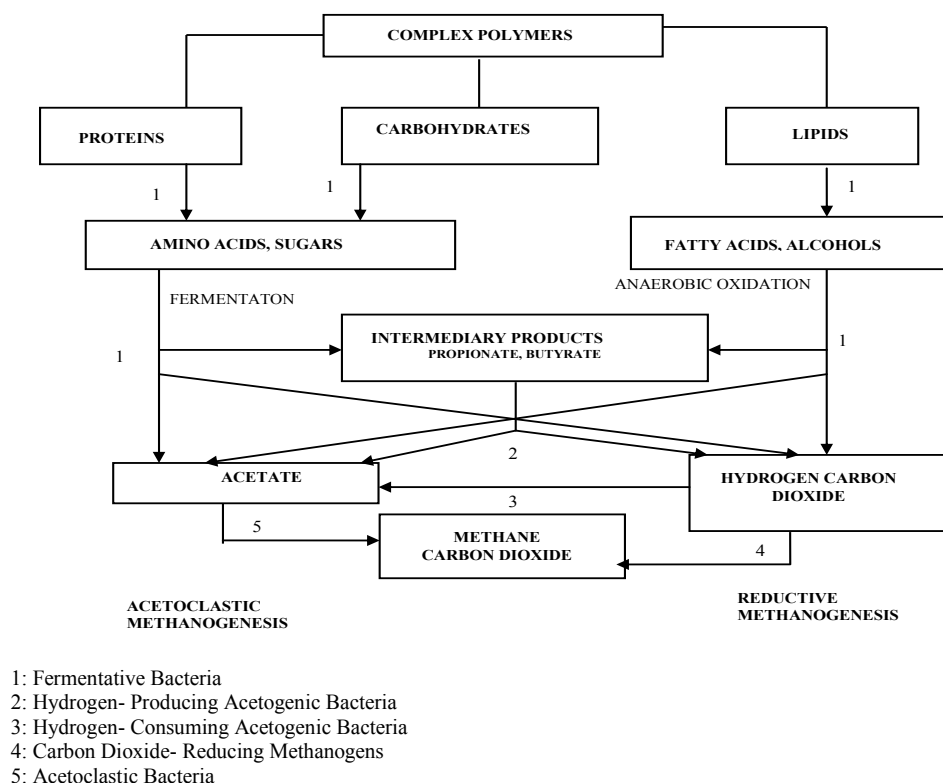 COMPLEX POLYMERS
PROTEINS
CARBOHYDRATES
LIPIDS
1
1
1
AMINO ACIDS, SUGARS
FATTY ACIDS, ALCOHOLS
FERMENTATON
ANAEROBIC OXIDATION
INTERMEDIARY PRODUCTS
PROPIONATE, BUTYRATE
1
1
2
ACETATE
HYDROGEN CARBON
DIOXIDE
3
5
METHANE
CARBON DIOXIDE
4
ACETOCLASTIC
METHANOGENESIS
REDUCTIVE
METHANOGENESIS
1: Fermentative Bacteria
2: Hydrogen- Producing Acetogenic Bacteria
3: Hydrogen- Consuming Acetogenic Bacteria
4: Carbon Dioxide- Reducing Methanogens
5: Acetoclastic Bacteria